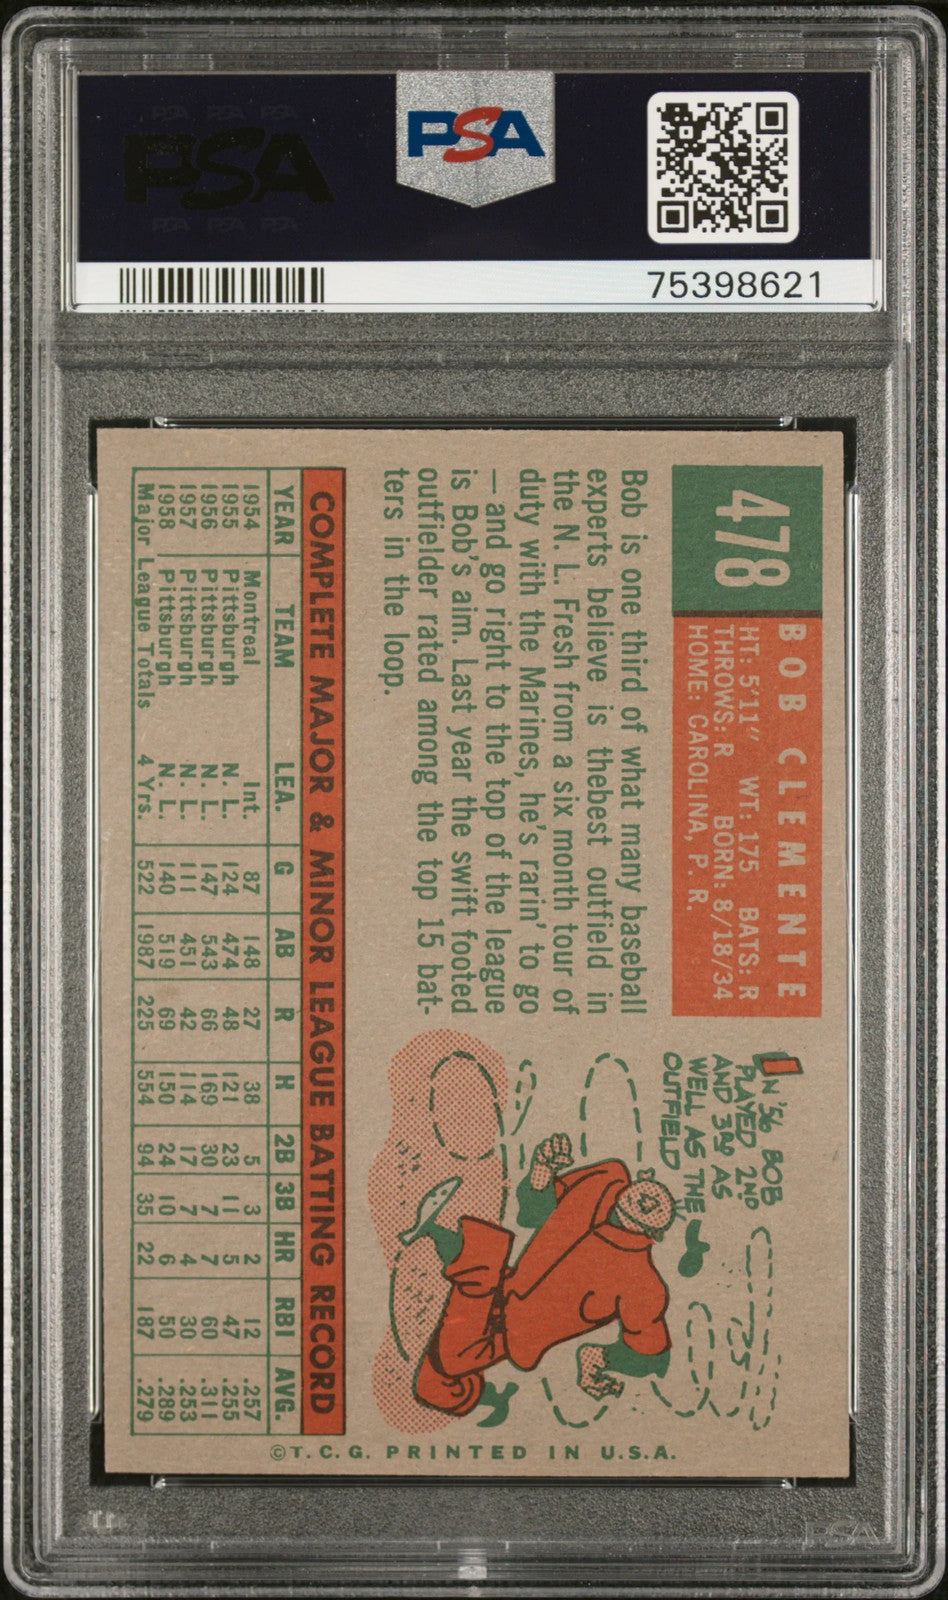 PSA PSA PSA
PSA
PSA PSA PSA
PSA
75398621
478
BOB CLEMENTE
HT: 5'11" WT: 175 BATS: R
THROWS: R BORN: 8/18/34
HOME: CAROLINA, P. R.
Bob is one third of what many baseball
experts believe is thebest outfield in
the N. L. Fresh from a six month tour of
duty with the Marines, he's rarin' to go
—and go right to the top of the league
is Bob's aim. Last year the swift footed
outfielder rated among the top 15 bat-
ters in the loop.
IN '56 BOB
PLAYED 2ND
AND 3RD AS
WELL AS THE
OUTFIELD
COMPLETE MAJOR & MINOR LEAGUE BATTING RECORD
YEAR TEAM LEA. G AB R H 2B 3B HR RBI AVG.
1954 Montreal Int. 87 148 27 38 5 3 2 12 .257
1955 Pittsburgh N. L. 124 474 48 121 23 11 5 47 .255
1956 Pittsburgh N. L. 147 543 66 169 30 7 7 60 .311
1957 Pittsburgh N. L. 111 451 42 114 17 7 4 30 .253
1958 Pittsburgh N. L. 140 519 69 150 24 10 6 50 .289
Major League Totals 4 Yrs. 522 1987 225 554 94 35 22 187 .279
©T. C. G. PRINTED IN U.S.A.
PSA